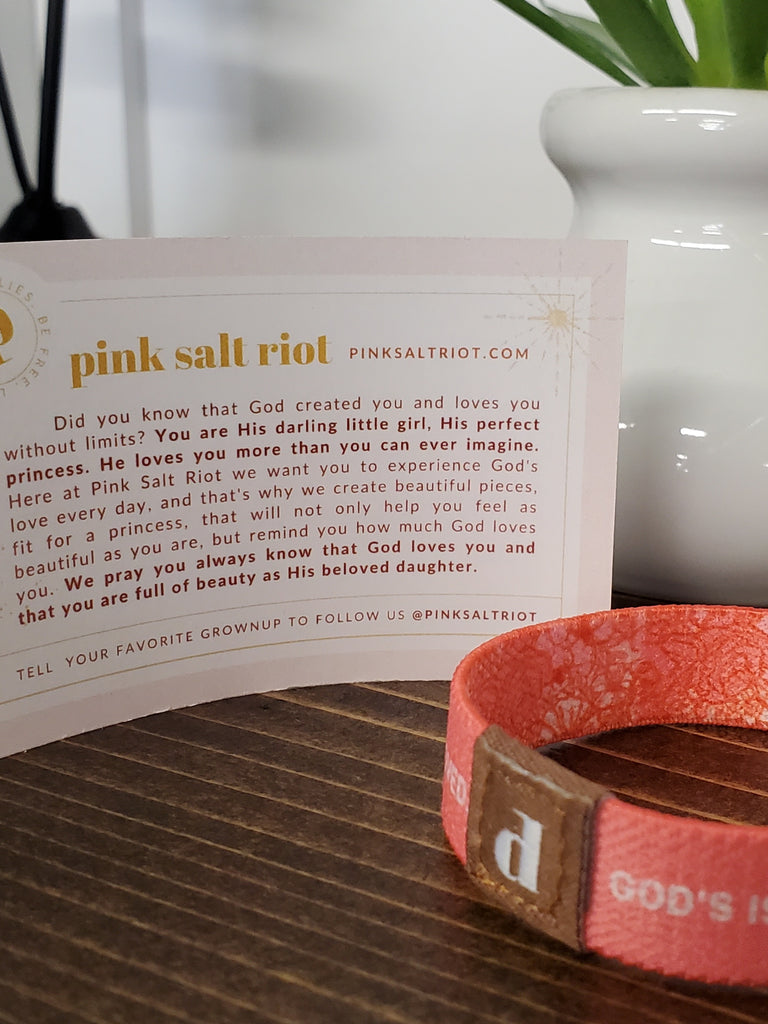 LIES. BE FREE.
pink salt riot PINKSALTRIOT.COM
Did you know that God created you and loves you
without limits? You are His darling little girl, His perfect
princess. He loves you more than you can ever imagine.
Here at Pink Salt Riot we want you to experience God's
love every day, and that's why we create beautiful pieces,
fit for a princess, that will not only help you feel as
beautiful as you are, but remind you how much God loves
you. We pray you always know that God loves you and
that you are full of beauty as His beloved daughter.
TELL YOUR FAVORITE GROWNUP TO FOLLOW US @PINKSALTRIOT
d
GOD'S IS